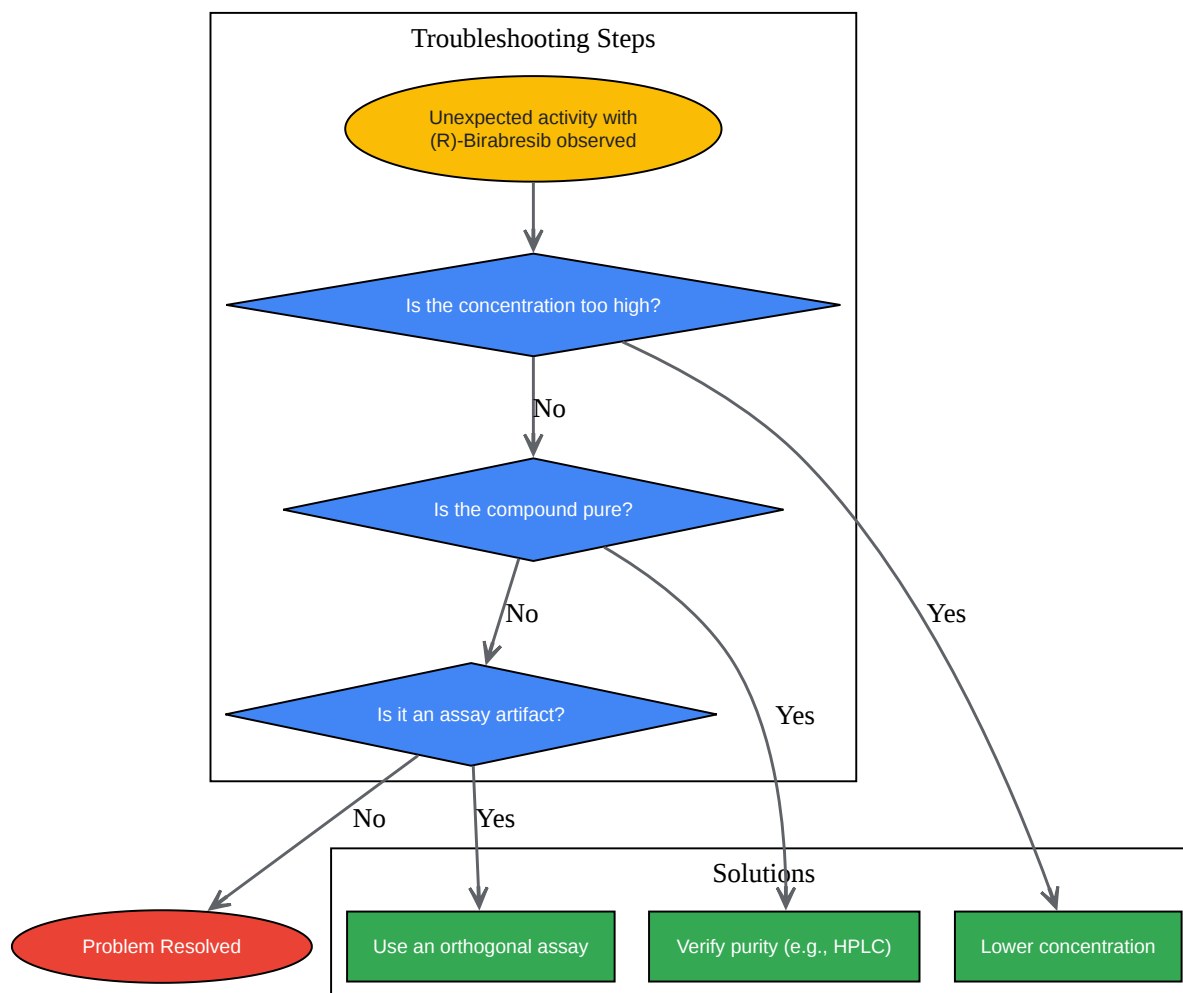 Troubleshooting Steps
Unexpected activity with
(R)-Birabresib observed
Is the concentration too high?
No
Is the compound pure?
No
Yes
Is it an assay artifact?
Yes
No
Yes
Solutions
Problem Resolved
Use an orthogonal assay
Verify purity (e.g., HPLC)
Lower concentration